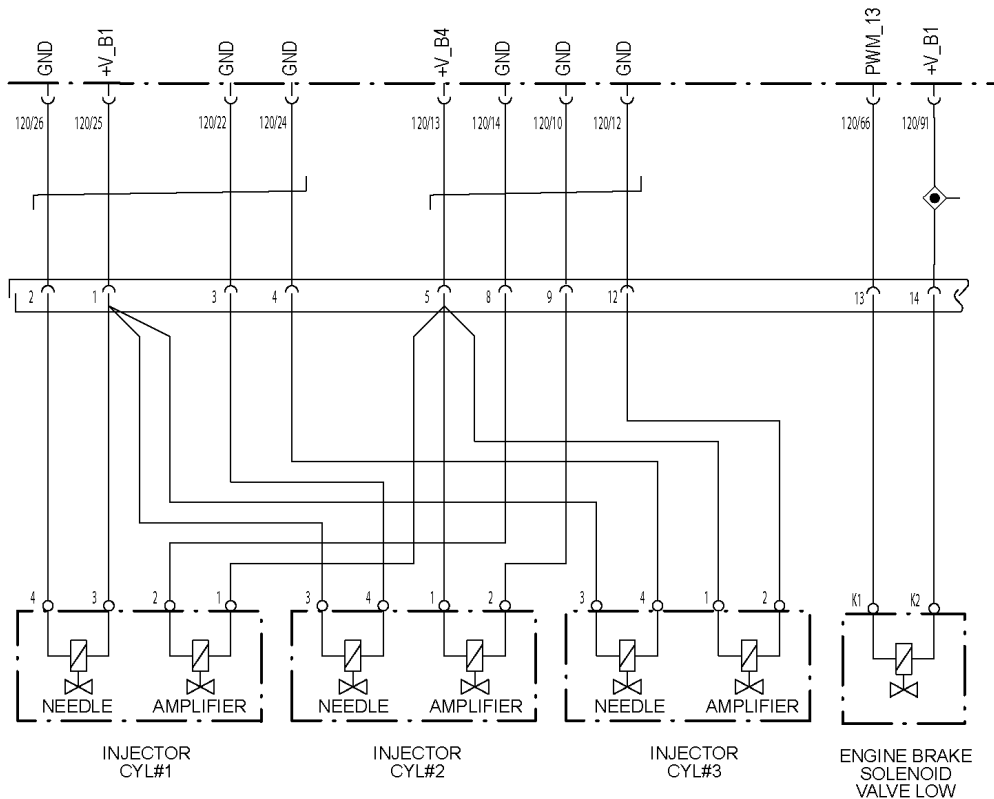 GND
+V_B1
GND
GND
+V_B4
GND
GND
GND
PWM_13
+V_B1
120/26
120/25
120/22
120/24
120/13
120/14
120/10
120/12
120/66
120/91
2
1
3
4
5
8
9
12
13
14
4
3
2
1
3
4
1
2
3
4
1
2
K1
K2
NEEDLE
AMPLIFIER
NEEDLE
AMPLIFIER
NEEDLE
AMPLIFIER
INJECTOR
CYL#1
INJECTOR
CYL#2
INJECTOR
CYL#3
ENGINE BRAKE
SOLENOID
VALVE LOW